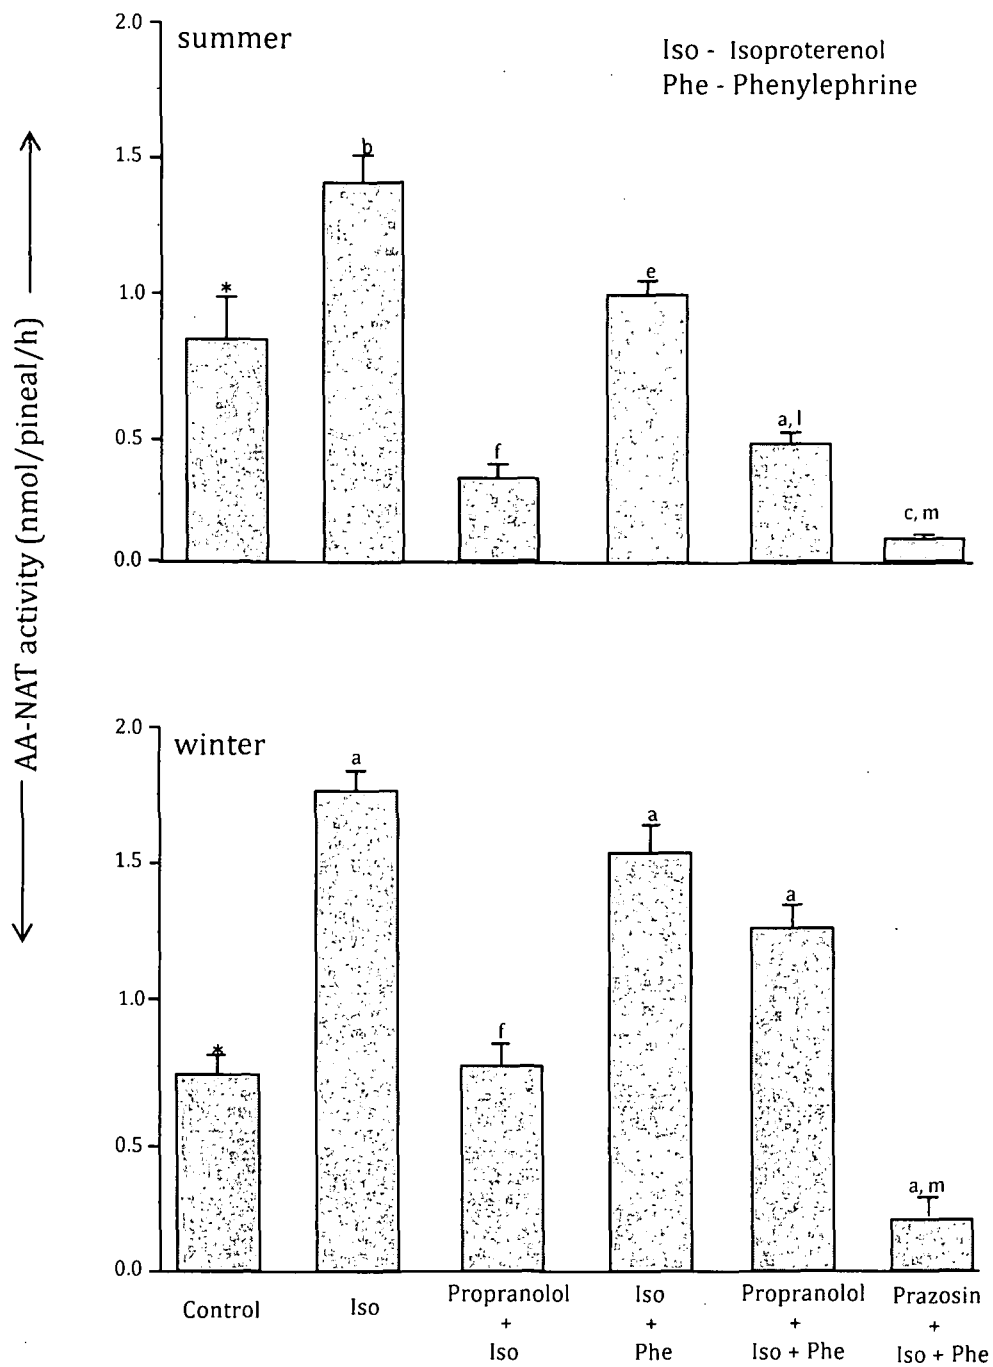 2.0
summer
Iso - Isoproterenol
Phe - Phenylephrine
b
1.5
*
e
1.0
a, l
0.5
f
c, m
0.0
AA-NAT activity (nmol/pineal/h)
2.0
winter
a
a
1.5
a
1.0
*
f
0.5
a, m
0.0
Control
Iso
Propranolol
+
Iso
Iso
+
Phe
Propranolol
+
Iso + Phe
Prazosin
+
Iso + Phe